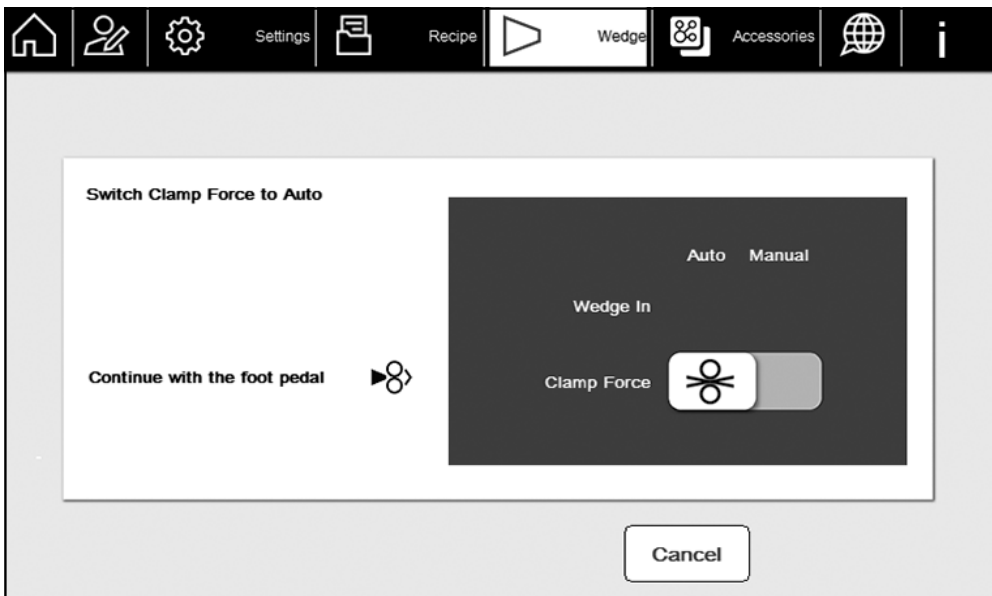 Settings
Recipe
Wedge
Accessories
i
Switch Clamp Force to Auto
Auto Manual
Wedge In
Continue with the foot pedal
Clamp Force
Cancel